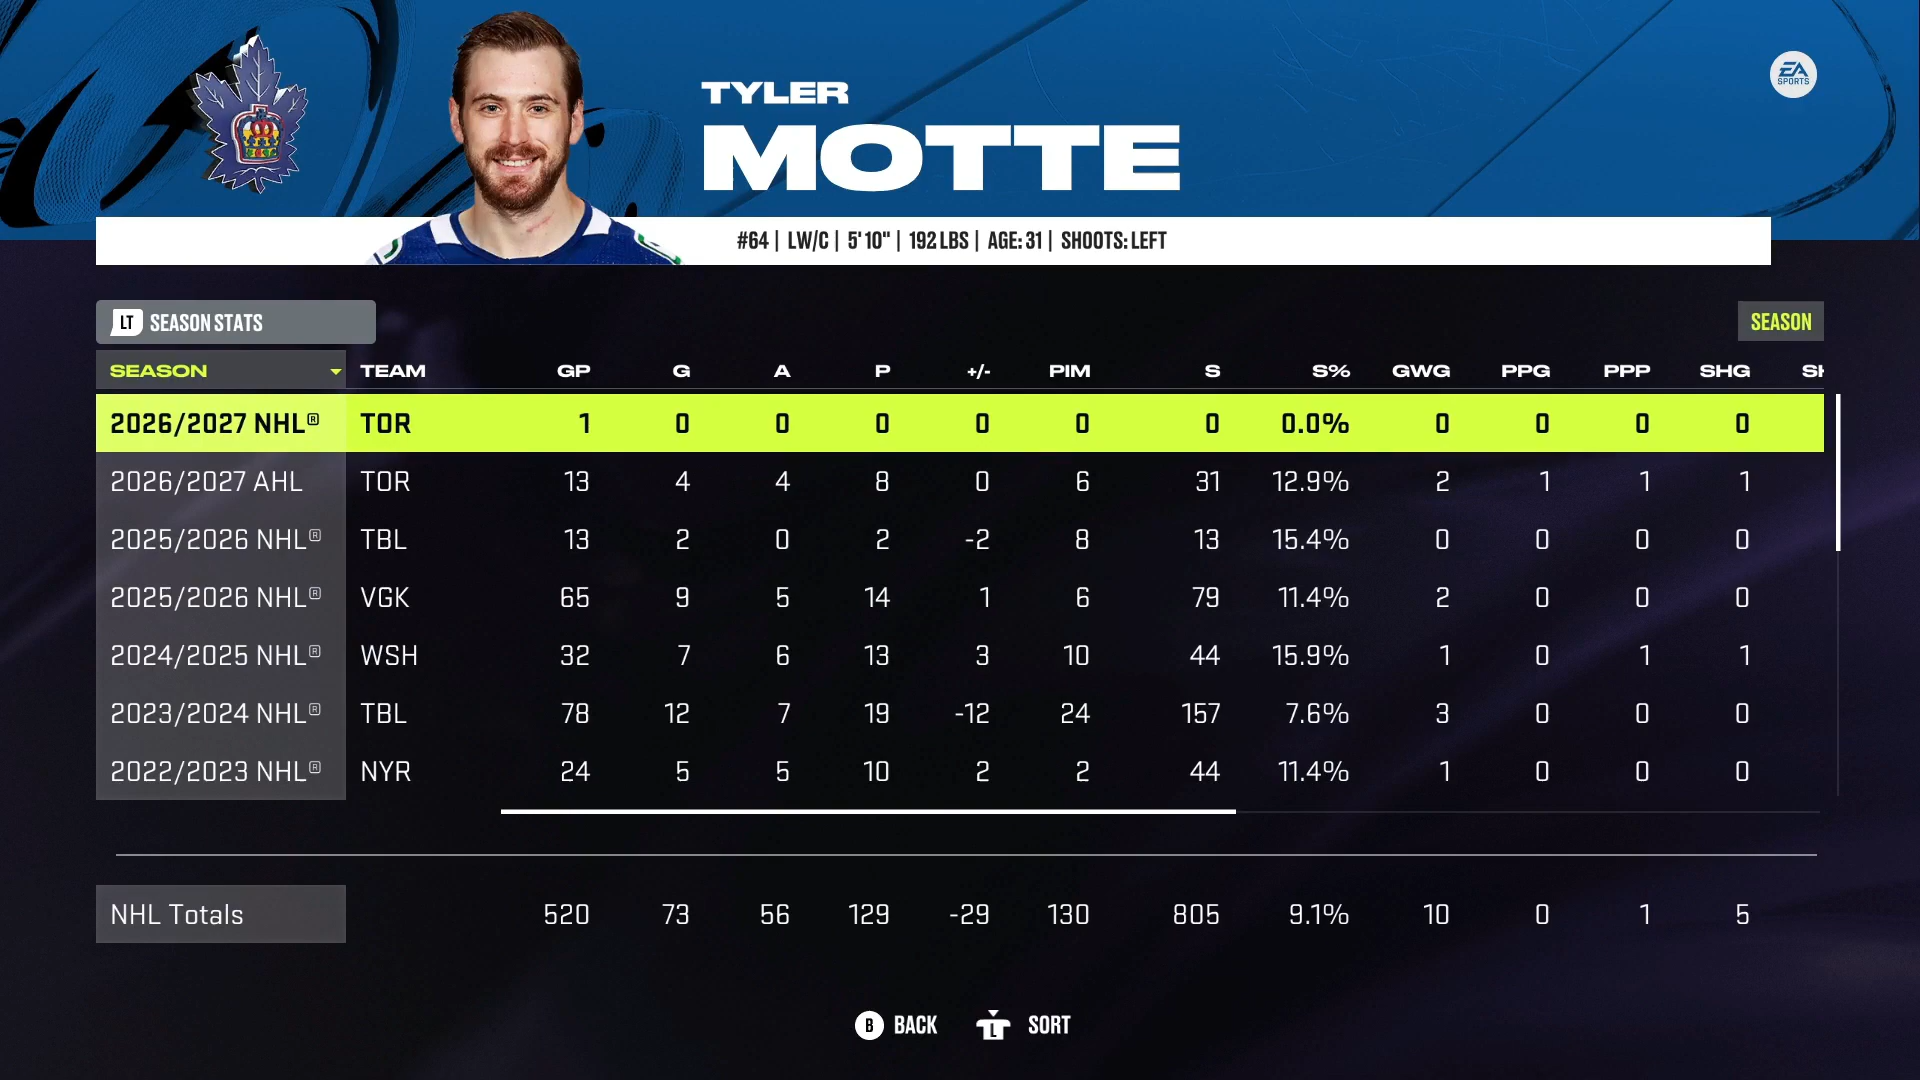 TYLER
MOTTE
EA
SPORTS
#64 | LW/C | 5' 10" | 192 LBS | AGE: 31 | SHOOTS: LEFT
LT SEASON STATS
SEASON
SEASON TEAM GP G A P +/- PIM S S% GWG PPG PPP SHG SH
2026/2027 NHL® TOR 1 0 0 0 0 0 0 0.0% 0 0 0 0
2026/2027 AHL TOR 13 4 4 8 0 6 31 12.9% 2 1 1 1
2025/2026 NHL® TBL 13 2 0 2 -2 8 13 15.4% 0 0 0 0
2025/2026 NHL® VGK 65 9 5 14 1 6 79 11.4% 2 0 0 0
2024/2025 NHL® WSH 32 7 6 13 3 10 44 15.9% 1 0 1 1
2023/2024 NHL® TBL 78 12 7 19 -12 24 157 7.6% 3 0 0 0
2022/2023 NHL® NYR 24 5 5 10 2 2 44 11.4% 1 0 0 0
NHL Totals 520 73 56 129 -29 130 805 9.1% 10 0 1 5
B BACK L SORT